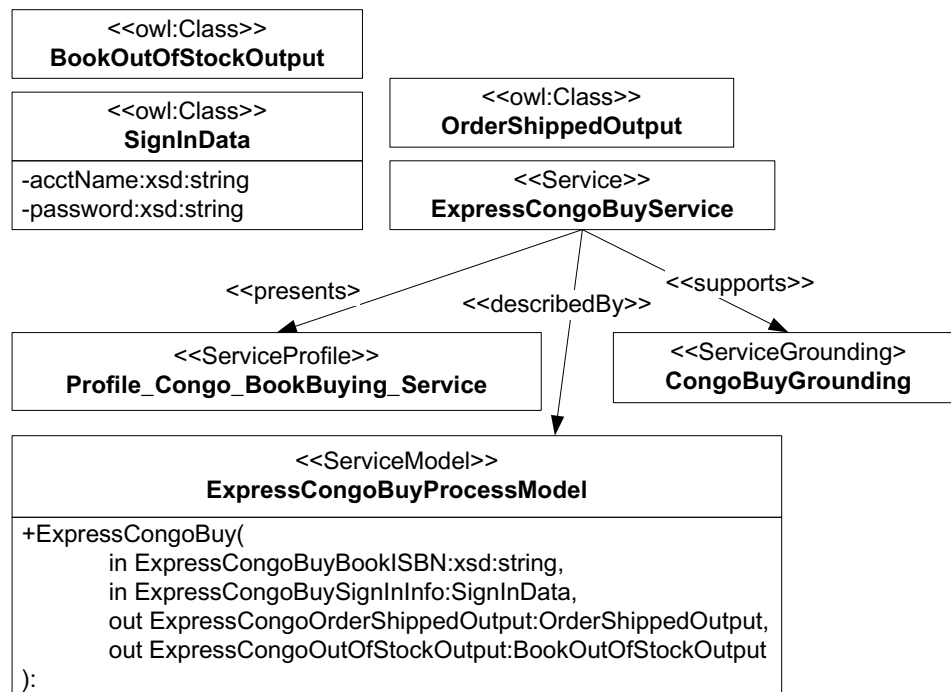 <<owl:Class>>
BookOutOfStockOutput
<<owl:Class>>
SignInData
-acctName:xsd:string
-password:xsd:string
<<owl:Class>>
OrderShippedOutput
<<Service>>
ExpressCongoBuyService
<<presents>
<<describedBy>>
<<supports>>
<<ServiceProfile>>
Profile_Congo_BookBuying_Service
<<ServiceGrounding>
CongoBuyGrounding
<<ServiceModel>>
ExpressCongoBuyProcessModel
+ExpressCongoBuy(
in ExpressCongoBuyBookISBN:xsd:string,
in ExpressCongoBuySignInInfo:SignInData,
out ExpressCongoOrderShippedOutput:OrderShippedOutput,
out ExpressCongoOutOfStockOutput:BookOutOfStockOutput
):